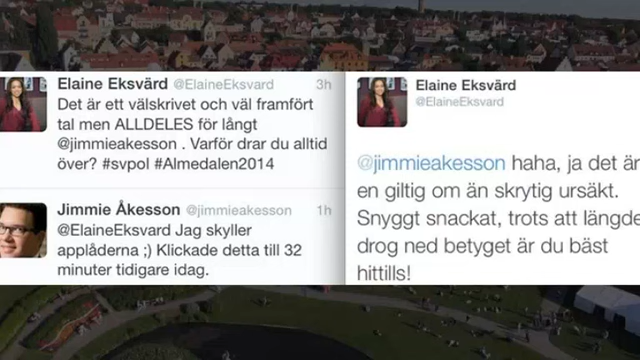 Elaine Eksvärd @ElaineEksvard 3h
Det är ett välskrivet och väl framfört
tal men ALLDELES för långt
@jimmieakesson . Varför drar du alltid
över? #svpol #Almedalen2014
Jimmie Åkesson @jimmieakesson 1h
@ElaineEksvard Jag skyller
applåderna ;) Klickade detta till 32
minuter tidigare idag.
Elaine Eksvärd
@ElaineEksvard
@jimmieakesson haha, ja det är
en giltig om än skrytig ursäkt.
Snyggt snackat, trots att längde
drog ned betyget är du bäst
hittills!